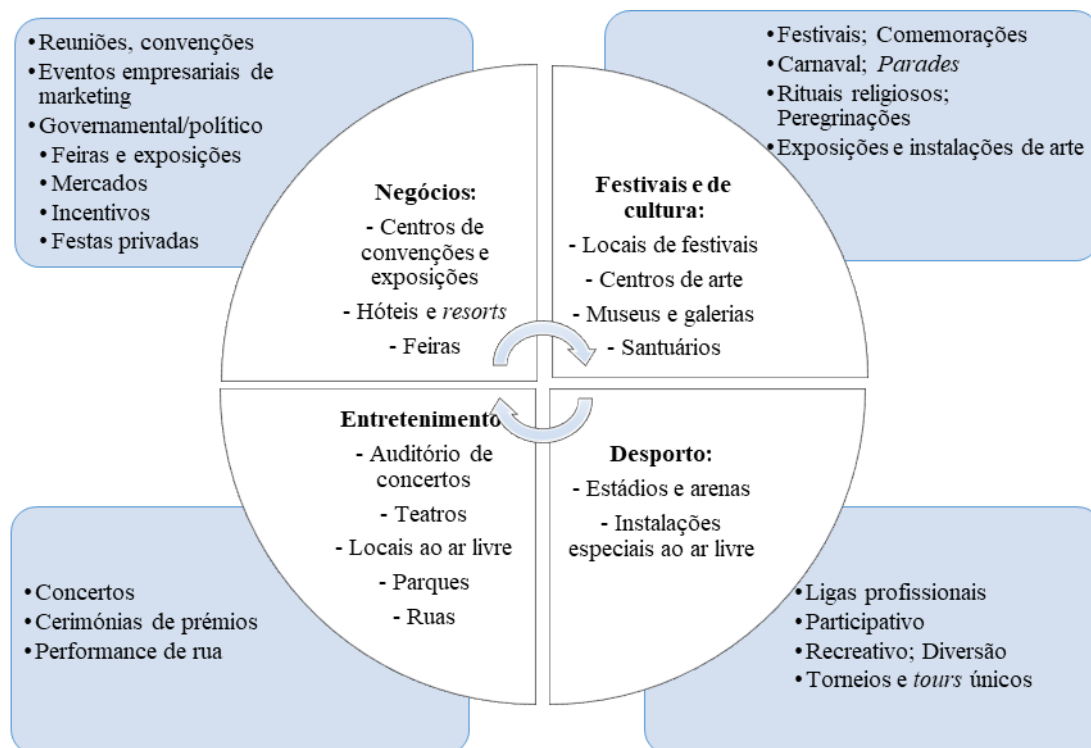 • Reuniões, convenções
• Eventos empresariais de
marketing
• Governamental/político
• Feiras e exposições
• Mercados
• Incentivos
• Festas privadas
• Festivais; Comemorações
• Carnaval; Parades
• Rituais religiosos;
Peregrinações
• Exposições e instalações de arte
Negócios:
- Centros de
convenções e
exposições
- Hóteis e resorts
- Feiras
Festivais e de
cultura:
- Locais de festivais
- Centros de arte
- Museus e galerias
- Santuários
Entretenimento
- Auditório de
concertos
- Teatros
- Locais ao ar livre
- Parques
- Ruas
Desporto:
- Estádios e arenas
- Instalações
especiais ao ar livre
• Concertos
• Cerimónias de prémios
• Performance de rua
• Ligas profissionais
• Participativo
• Recreativo; Diversão
• Torneios e tours únicos